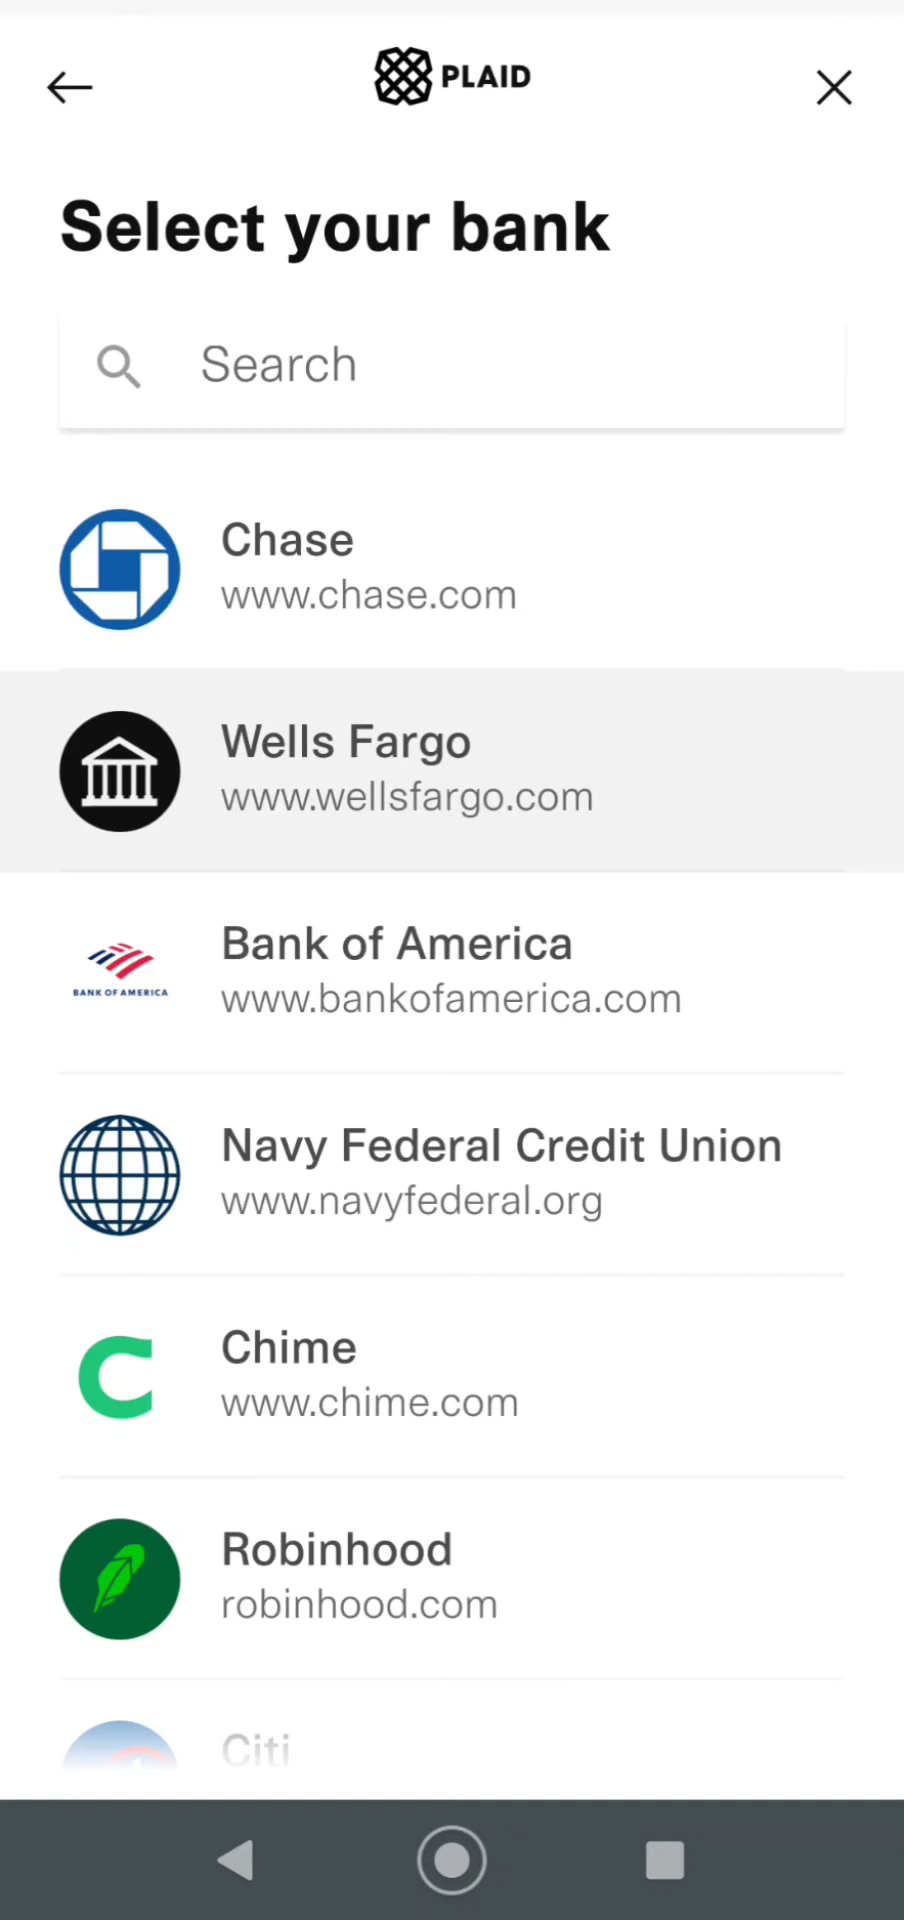 PLAID
Select your bank
Search
Chase
www.chase.com
Wells Fargo
www.wellsfargo.com
BANK OF AMERICA
Bank of America
www.bankofamerica.com
Navy Federal Credit Union
www.navyfederal.org
Chime
www.chime.com
Robinhood
robinhood.com
Citi